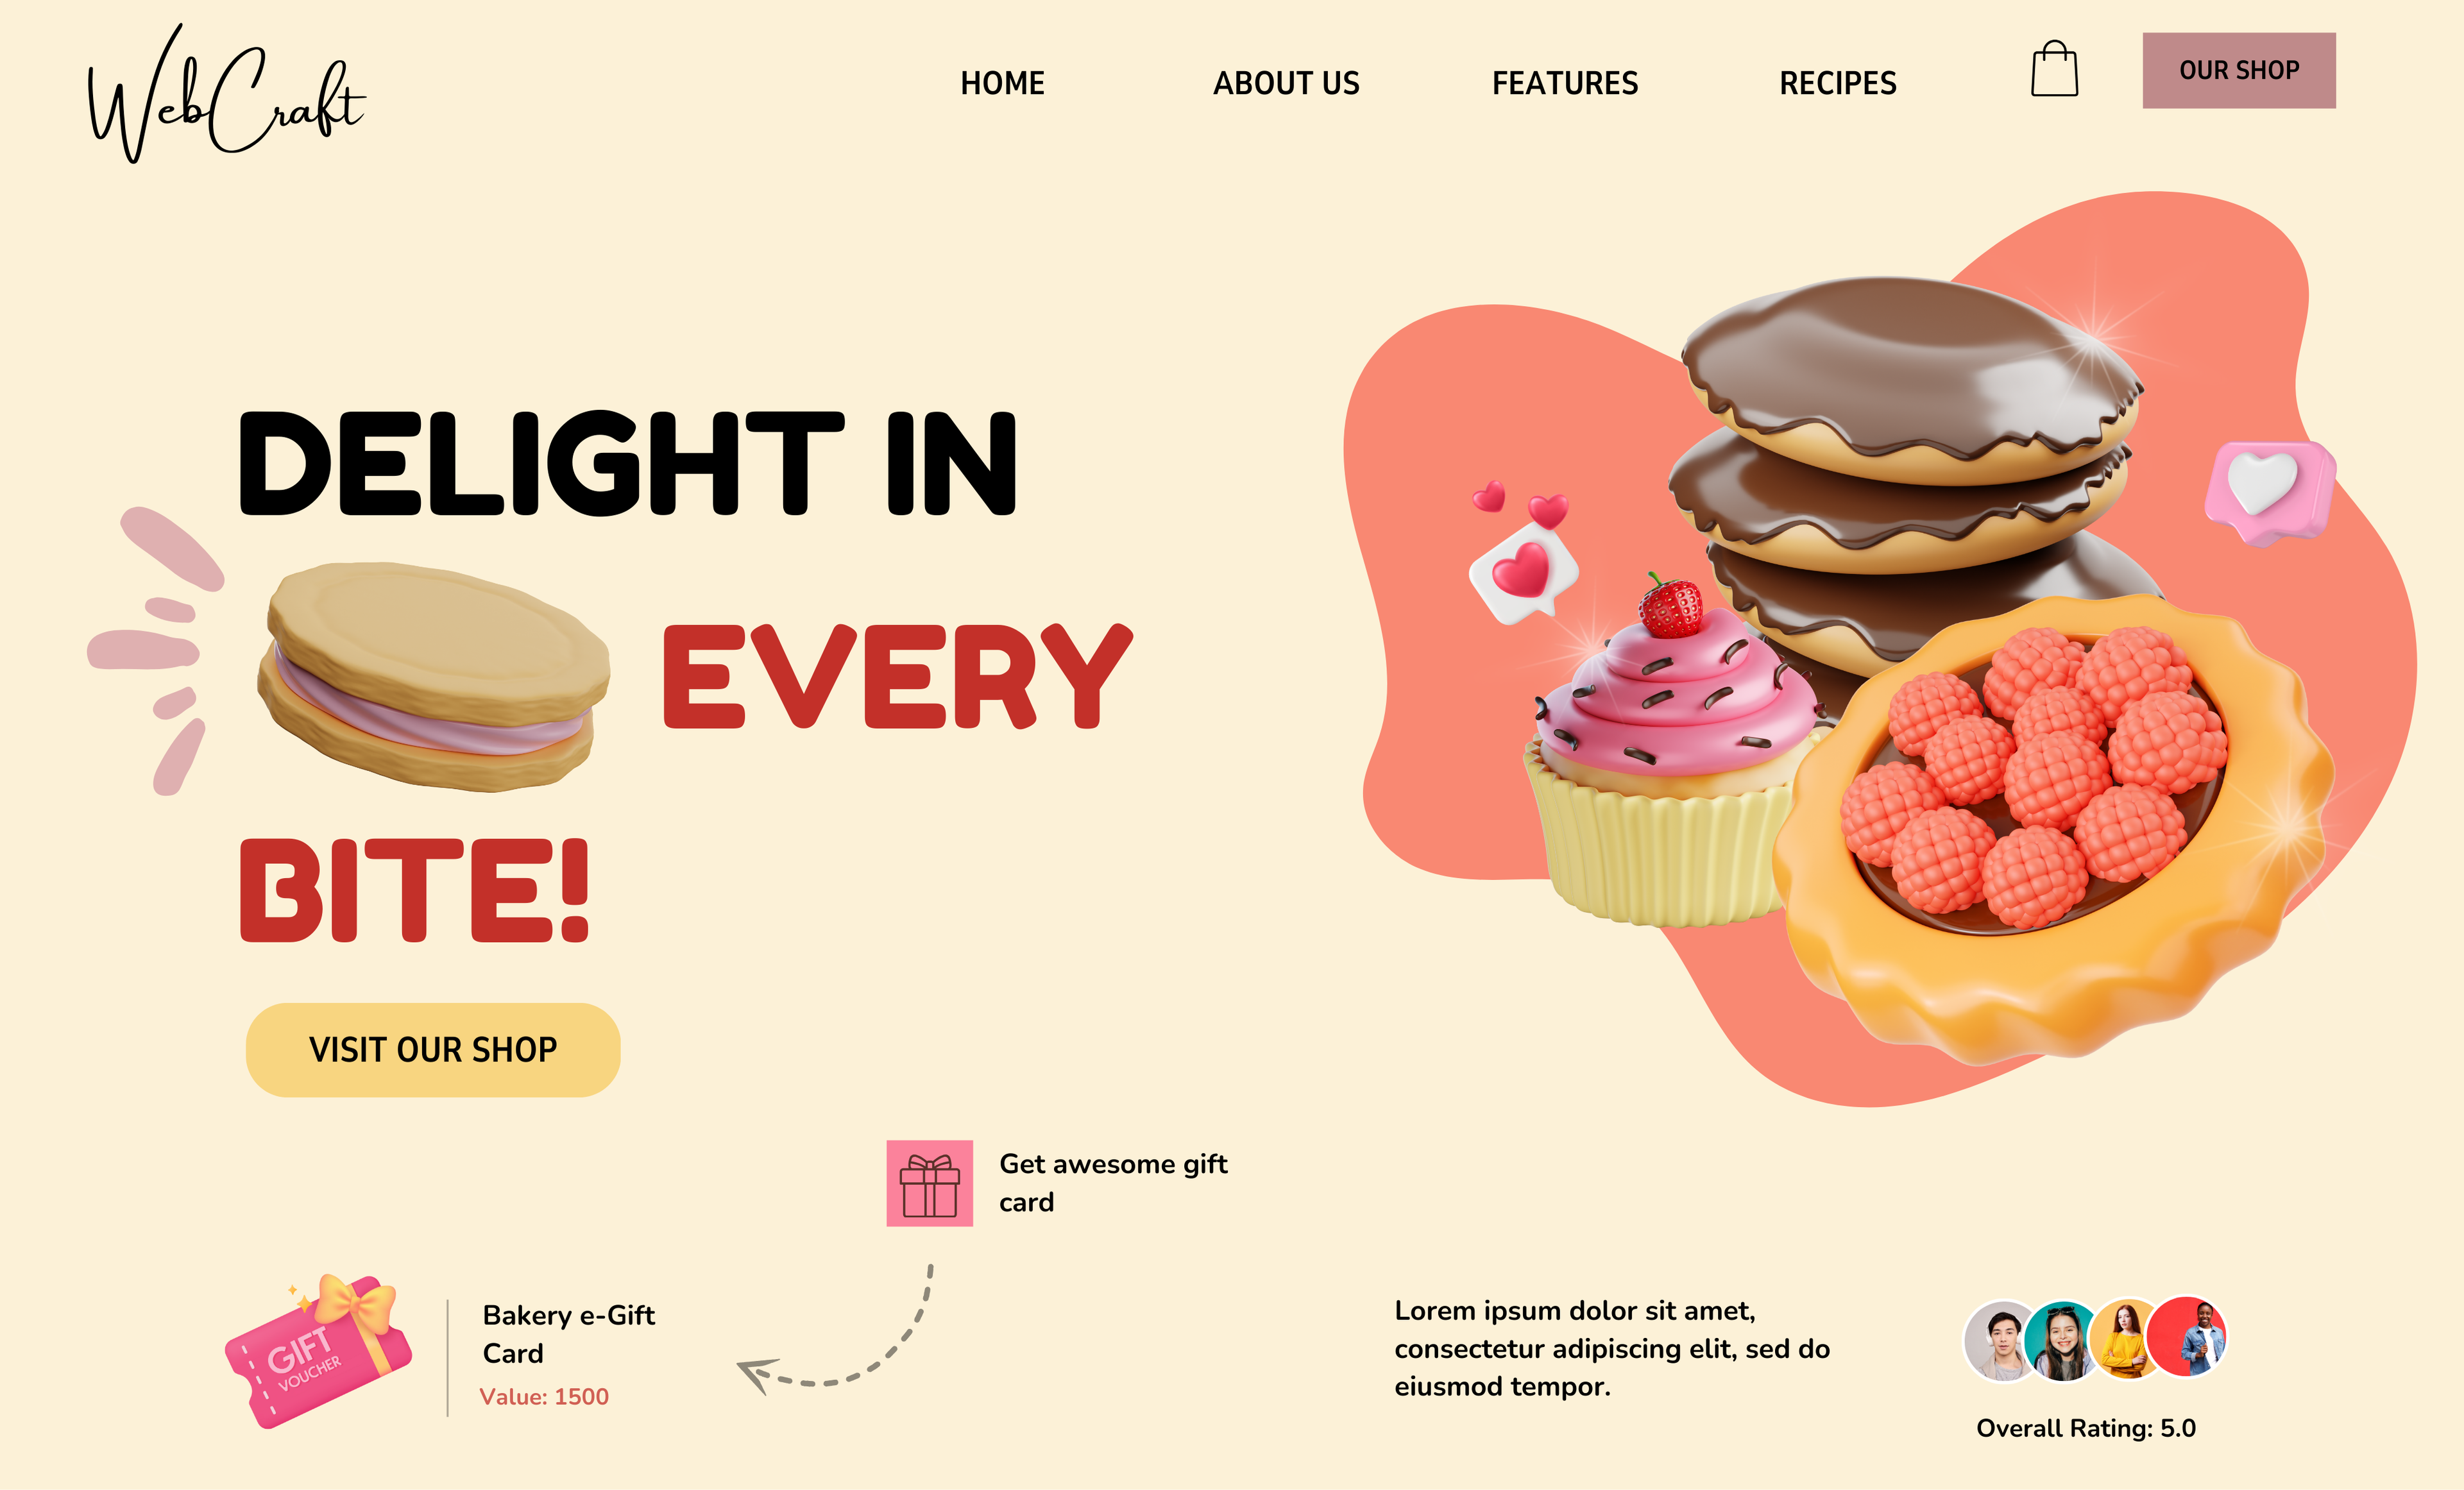 WebCraft
HOME
ABOUT US
FEATURES
RECIPES
OUR SHOP
DELIGHT IN
EVERY
BITE!
VISIT OUR SHOP
Get awesome gift
card
GIFT
VOUCHER
Bakery e-Gift
Card
Value: 1500
Lorem ipsum dolor sit amet,
consectetur adipiscing elit, sed do
eiusmod tempor.
Overall Rating: 5.0